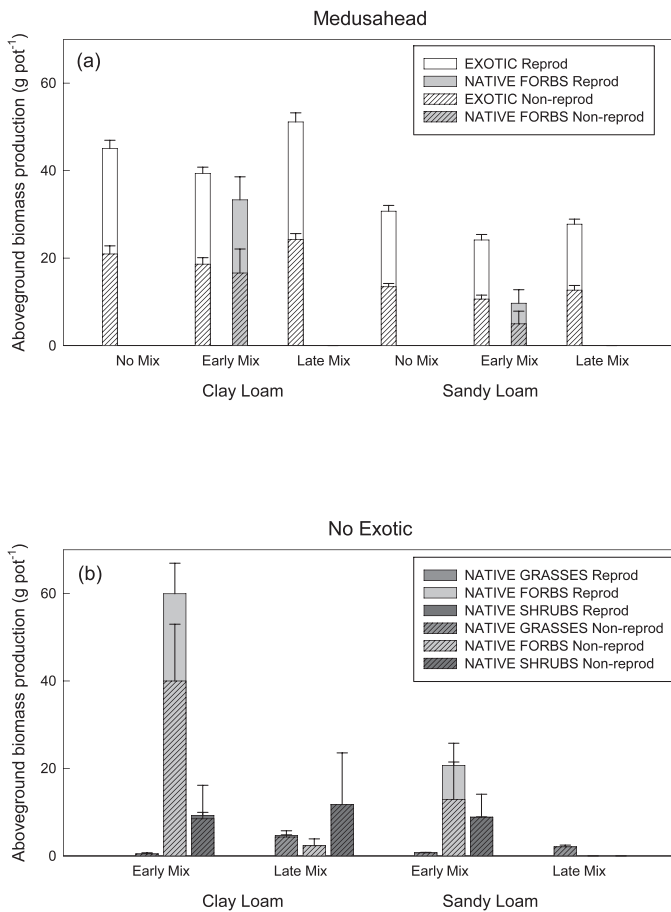 Medusahead
(a)
EXOTIC Reprod
NATIVE FORBS Reprod
EXOTIC Non-reprod
NATIVE FORBS Non-reprod
Aboveground biomass production (g pot⁻¹)
60
40
20
0
No Mix Early Mix Late Mix No Mix Early Mix Late Mix
Clay Loam Sandy Loam
No Exotic
(b)
NATIVE GRASSES Reprod
NATIVE FORBS Reprod
NATIVE SHRUBS Reprod
NATIVE GRASSES Non-reprod
NATIVE FORBS Non-reprod
NATIVE SHRUBS Non-reprod
Aboveground biomass production (g pot⁻¹)
60
40
20
0
Early Mix Late Mix Early Mix Late Mix
Clay Loam Sandy Loam